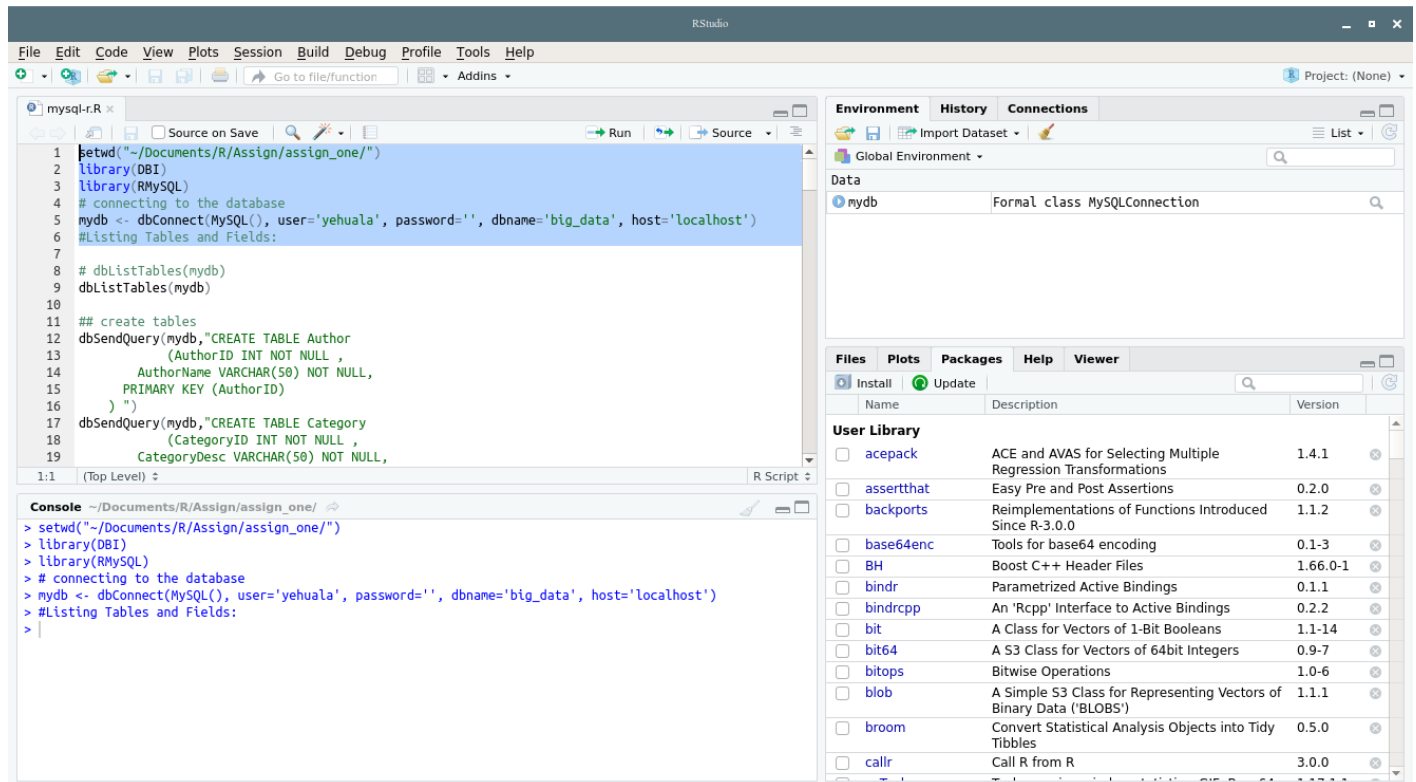 RStudio
File Edit Code View Plots Session Build Debug Profile Tools Help
Go to file/function
Addins
Project: (None)
mysql-r.R
Source on Save
Run
Source
1 setwd("~/Documents/R/Assign/assign_one/")
2 library(DBI)
3 library(RMySQL)
4 # connecting to the database
5 mydb <- dbConnect(MySQL(), user='yehuala', password='', dbname='big_data', host='localhost')
6 #Listing Tables and Fields:
7
8 # dbListTables(mydb)
9 dbListTables(mydb)
10
11 ## create tables
12 dbSendQuery(mydb,"CREATE TABLE Author
13 (AuthorID INT NOT NULL ,
14 AuthorName VARCHAR(50) NOT NULL,
15 PRIMARY KEY (AuthorID)
16 ) ")
17 dbSendQuery(mydb,"CREATE TABLE Category
18 (CategoryID INT NOT NULL ,
19 CategoryDesc VARCHAR(50) NOT NULL,
1:1 (Top Level) R Script
Console ~/Documents/R/Assign/assign_one/
> setwd("~/Documents/R/Assign/assign_one/")
> library(DBI)
> library(RMySQL)
> # connecting to the database
> mydb <- dbConnect(MySQL(), user='yehuala', password='', dbname='big_data', host='localhost')
> #Listing Tables and Fields:
>
Environment History Connections
Import Dataset
List
Global Environment
Data
mydb Formal class MySQLConnection
Files Plots Packages Help Viewer
Install Update
Name Description Version
User Library
acepack ACE and AVAS for Selecting Multiple 1.4.1
Regression Transformations
assertthat Easy Pre and Post Assertions 0.2.0
backports Reimplementations of Functions Introduced 1.1.2
Since R-3.0.0
base64enc Tools for base64 encoding 0.1-3
BH Boost C++ Header Files 1.66.0-1
bindr Parametrized Active Bindings 0.1.1
bindrcpp An 'Rcpp' Interface to Active Bindings 0.2.2
bit A Class for Vectors of 1-Bit Booleans 1.1-14
bit64 A S3 Class for Vectors of 64bit Integers 0.9-7
bitops Bitwise Operations 1.0-6
blob A Simple S3 Class for Representing Vectors of 1.1.1
Binary Data ('BLOBS')
broom Convert Statistical Analysis Objects into Tidy 0.5.0
Tibbles
callr Call R from R 3.0.0